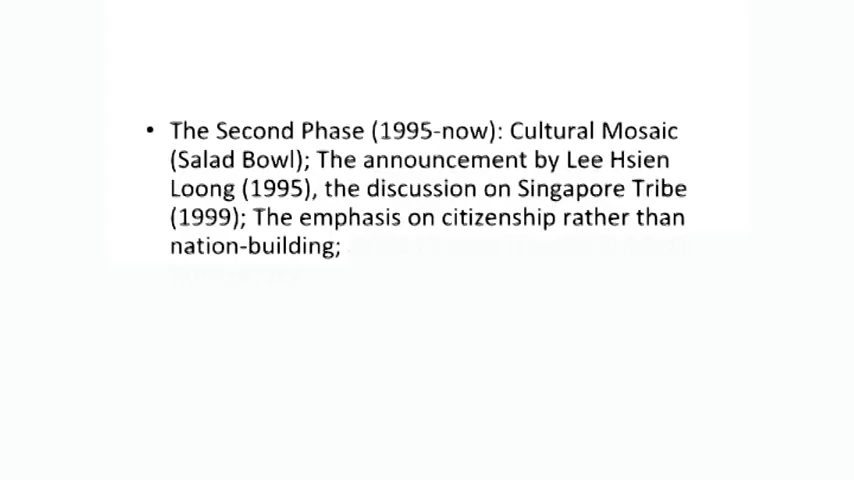 • The Second Phase (1995-now): Cultural Mosaic
(Salad Bowl); The announcement by Lee Hsien
Loong (1995), the discussion on Singapore Tribe
(1999); The emphasis on citizenship rather than
nation-building;